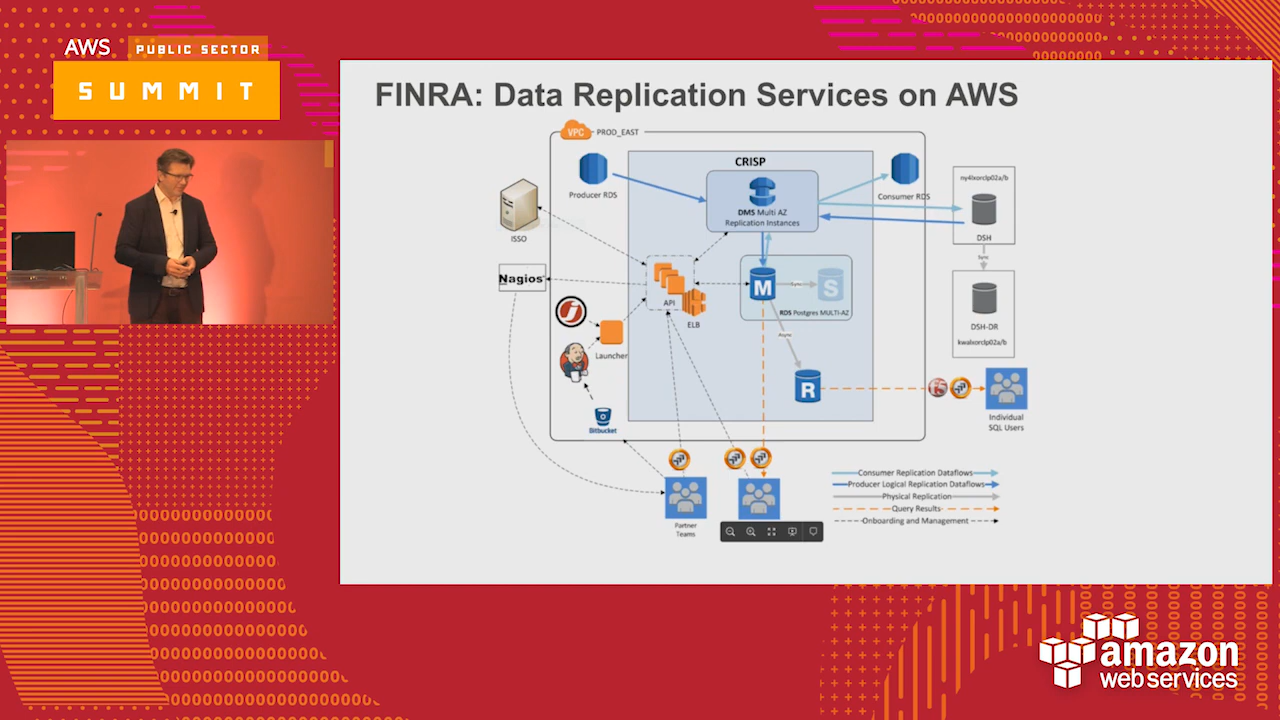 AWS PUBLIC SECTOR
SUMMIT
FINRA: Data Replication Services on AWS
VPC PROD_EAST
CRISP
Producer RDS
DMS Multi AZ
Replication Instances
Consumer RDS
ny4lxorclp02a/b
DSH
Sync
DSH-DR
kwalxorclp02a/b
ISSO
Nagios
API
ELB
M
Sync
S
RDS Postgres MULTI-AZ
Async
Launcher
R
Bitbucket
Individual
SQL Users
Partner
Teams
Consumer Replication Dataflows
Producer Logical Replication Dataflows
Physical Replication
Query Results
Onboarding and Management
amazon
web services